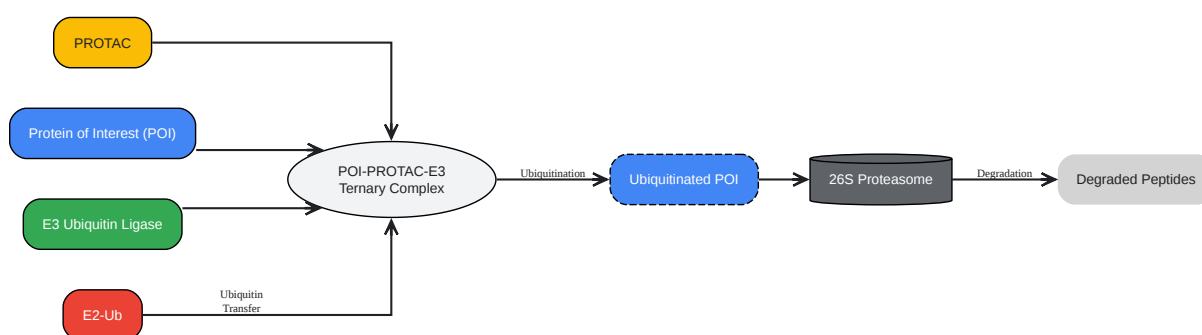 PROTAC
Protein of Interest (POI)
E3 Ubiquitin Ligase
E2-Ub
Ubiquitin
Transfer
POI-PROTAC-E3
Ternary Complex
Ubiquitination
Ubiquitinated POI
26S Proteasome
Degradation
Degraded Peptides